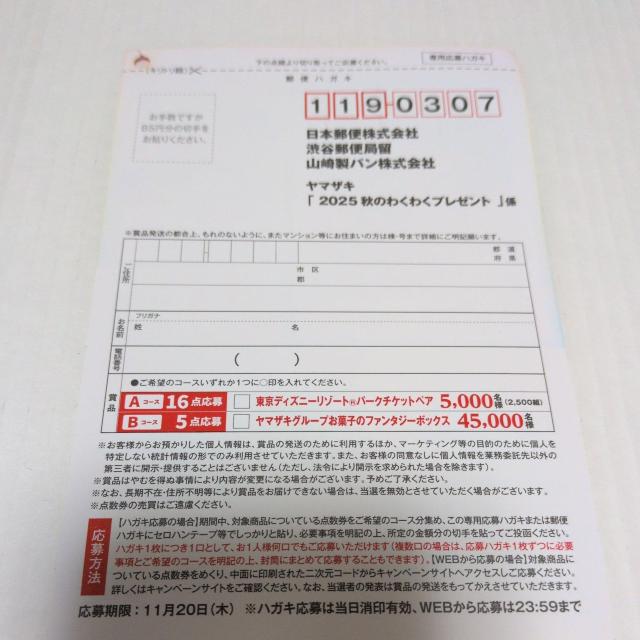 下の点線より切り取ってご応募ください。
専用応募ハガキ
(キリトリ線)
郵便ハガキ
お手数ですが
85円分の切手を
お貼りください。
119-0307
日本郵便株式会社
渋谷郵便局留
山崎製パン株式会社
ヤマザキ
「2025 秋のわくわくプレゼント」係
※賞品発送の都合上、もれのないように、またマンション等にお住まいの方は棟・号まで詳細にご明記願います。
ご住所
都 道
府 県
市 区
郡
お名前
フリガナ
姓 名
電話番号
( )
賞品
●ご希望のコースいずれか1つに○印を入れてください。
Aコース 16点応募 東京ディズニーリゾート®パークチケットペア 5,000名様(2,500組)
Bコース 5点応募 ヤマザキグループお菓子のファンタジーボックス 45,000名様
※お客様からお預かりした個人情報は、賞品の発送のために利用するほか、マーケティング等の目的のために個人を
特定しない統計情報の形でのみ利用させていただきます。また、お客様の同意なしに個人情報を業務委託先以外の
第三者に開示・提供することはございません(ただし、法令により開示を求められた場合を除きます)。
※賞品はやむを得ぬ事情により内容が変更になる場合がございます。予めご了承ください。
※なお、長期不在・住所不明等により賞品をお届けできない場合は、当選を無効とさせていただく場合がございます。
※点数券の売買はご遠慮ください。
応募方法
【ハガキ応募の場合】期間中、対象商品についている点数券をご希望のコース分集め、この専用応募ハガキまたは郵便
ハガキにセロハンテープ等でしっかりと貼り、必要事項を明記の上、所定の金額分の切手を貼ってご投函ください。
ハガキ1枚につき1口として、お1人様何口でもご応募いただけます(複数口の場合は、応募ハガキ1枚ずつに必要
事項とご希望のコースを明記の上、封筒にまとめて応募することもできます)。【WEBから応募の場合】対象商品に
ついている点数券をめくり、中面に印刷された二次元コードからキャンペーンサイトへアクセスしご応募ください。
詳しくはキャンペーンサイトをご確認ください。なお、当選者の発表は賞品の発送をもってかえさせていただきます。
応募期限：11月20日(木) ※ハガキ応募は当日消印有効、WEBから応募は23:59まで